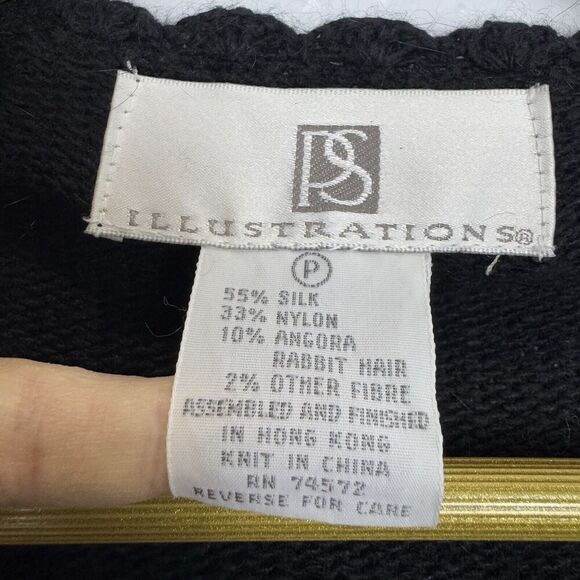 PS
ILLUSTRATIONS®
P
55% SILK
33% NYLON
10% ANGORA
RABBIT HAIR
2% OTHER FIBRE
ASSEMBLED AND FINISHED
IN HONG KONG
KNIT IN CHINA
RN 74572
REVERSE FOR CARE